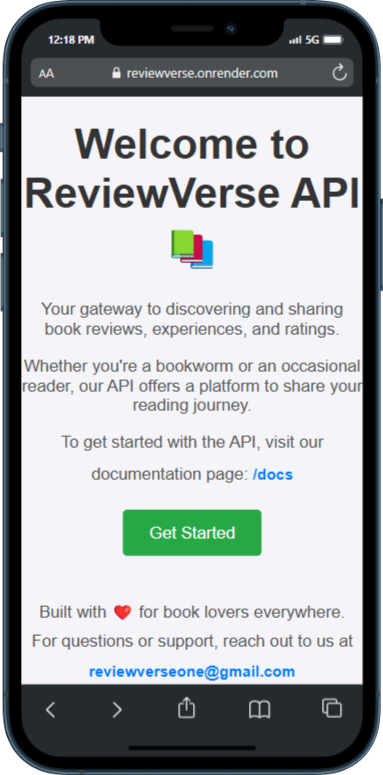 12:18 PM 5G
AA reviewverse.onrender.com
Welcome to
ReviewVerse API
Your gateway to discovering and sharing
book reviews, experiences, and ratings.
Whether you're a bookworm or an occasional
reader, our API offers a platform to share your
reading journey.
To get started with the API, visit our
documentation page: /docs
Get Started
Built with ❤️ for book lovers everywhere.
For questions or support, reach out to us at
reviewverseone@gmail.com